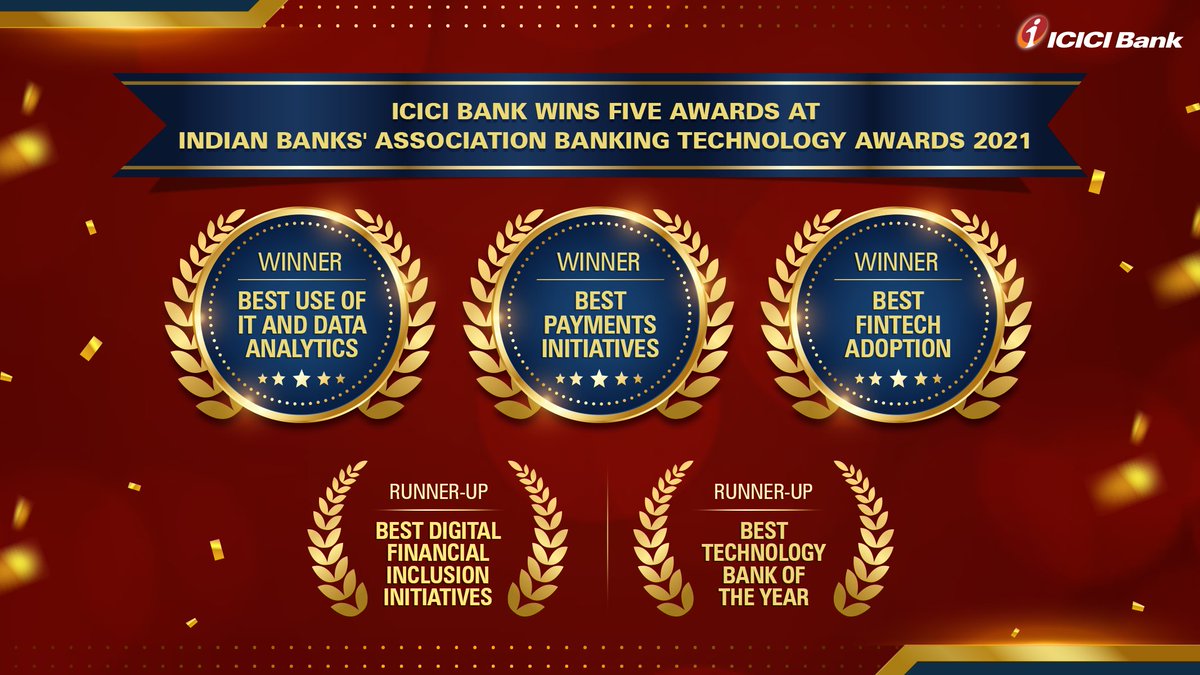 ICICI Bank
ICICI BANK WINS FIVE AWARDS AT
INDIAN BANKS' ASSOCIATION BANKING TECHNOLOGY AWARDS 2021
WINNER
BEST USE OF
IT AND DATA
ANALYTICS
WINNER
BEST
PAYMENTS
INITIATIVES
WINNER
BEST
FINTECH
ADOPTION
RUNNER-UP
BEST DIGITAL
FINANCIAL
INCLUSION
INITIATIVES
RUNNER-UP
BEST
TECHNOLOGY
BANK OF
THE YEAR